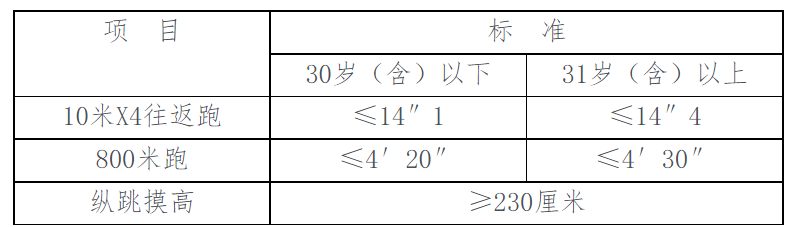 项 目 标 准
30岁（含）以下 31岁（含）以上
10米X4往返跑 ≤14″1 ≤14″4
800米跑 ≤4′20″ ≤4′30″
纵跳摸高 ≥230厘米